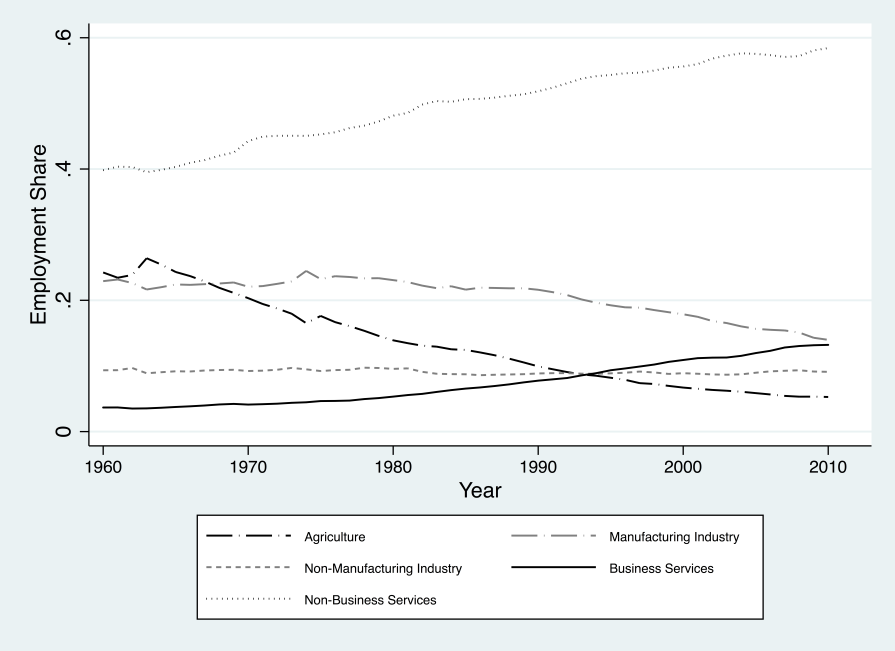 .6
.4
.2
0
Employment Share
1960 1970 1980 1990 2000 2010
Year
Agriculture Manufacturing Industry
Non-Manufacturing Industry Business Services
Non-Business Services